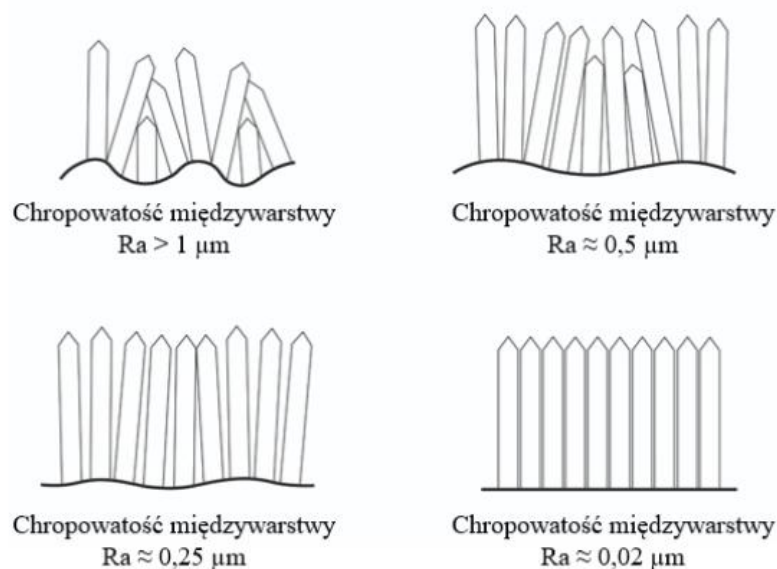 Chropowatość międzywarstwy
Ra > 1 μm
Chropowatość międzywarstwy
Ra ≈ 0,5 μm
Chropowatość międzywarstwy
Ra ≈ 0,25 μm
Chropowatość międzywarstwy
Ra ≈ 0,02 μm